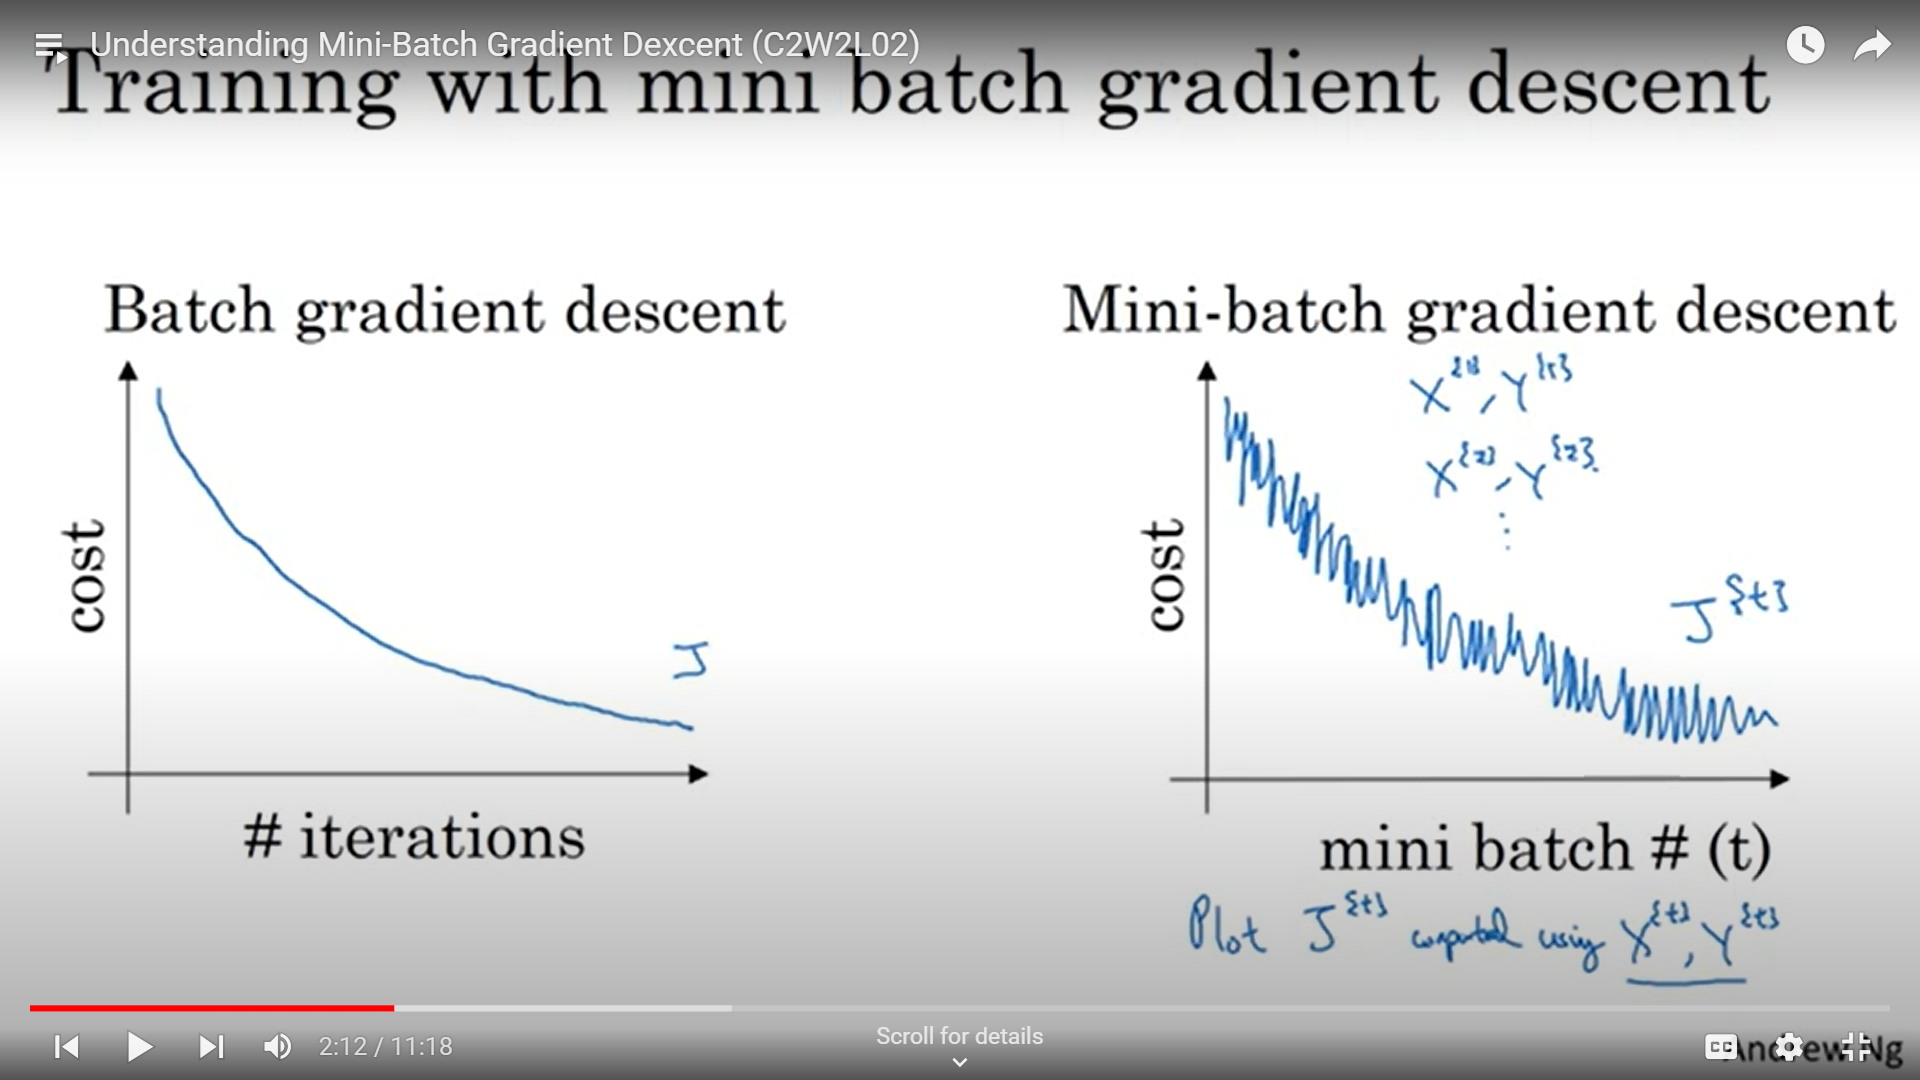 Understanding Mini-Batch Gradient Dexcent (C2W2L02)
Training with mini batch gradient descent
Batch gradient descent
cost
J
# iterations
Mini-batch gradient descent
X^{1}, Y^{1}
X^{2}, Y^{2}.
⋮
cost
J^{t}
mini batch # (t)
Plot J^{t} computed using X^{t}, Y^{t}
2:12 / 11:18
Scroll for details
CC
Andrew Ng